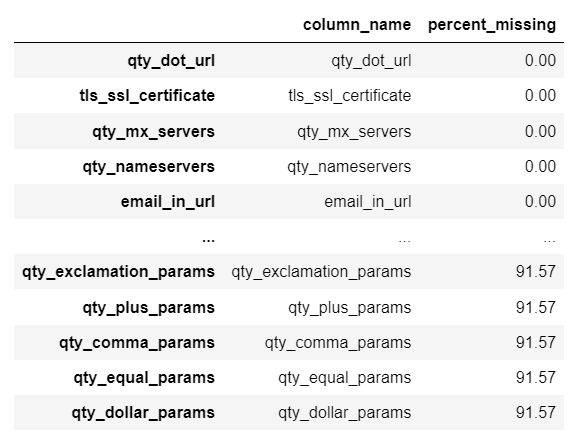 column_name percent_missing
qty_dot_url qty_dot_url 0.00
tls_ssl_certificate tls_ssl_certificate 0.00
qty_mx_servers qty_mx_servers 0.00
qty_nameservers qty_nameservers 0.00
email_in_url email_in_url 0.00
... ... ...
qty_exclamation_params qty_exclamation_params 91.57
qty_plus_params qty_plus_params 91.57
qty_comma_params qty_comma_params 91.57
qty_equal_params qty_equal_params 91.57
qty_dollar_params qty_dollar_params 91.57